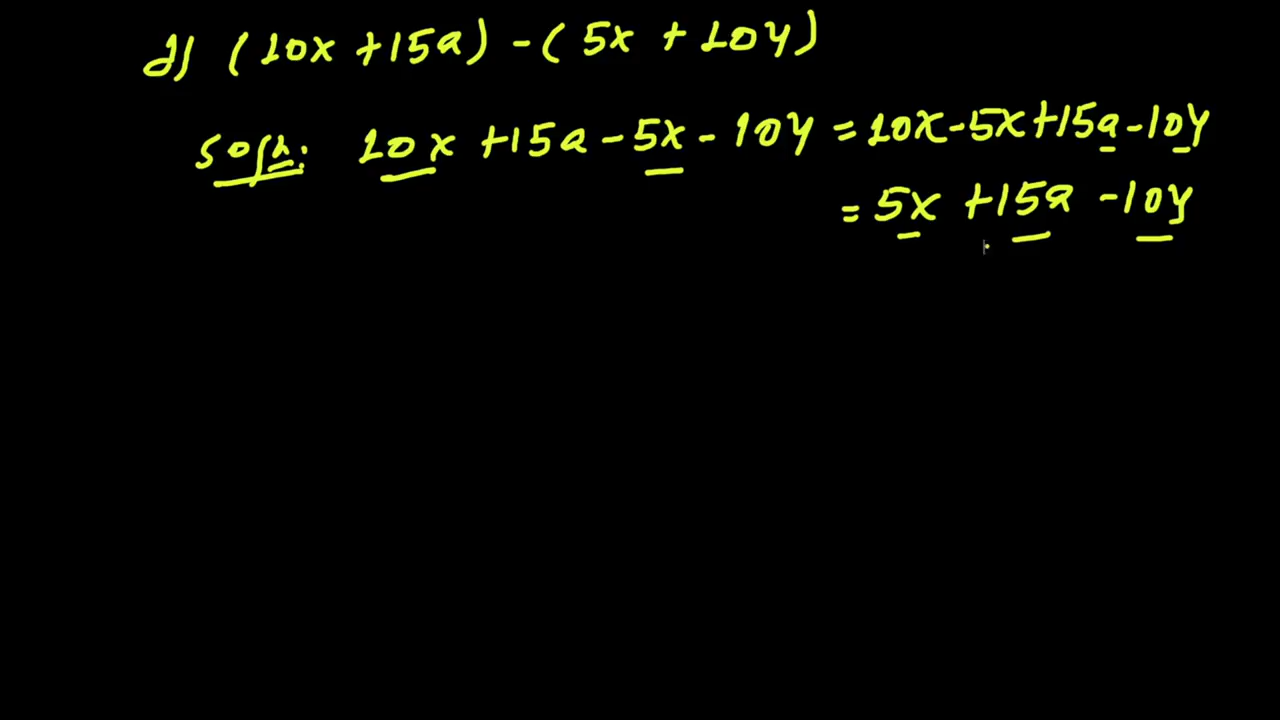 d) (10x +15a) - (5x + 10y)
Soln: 10x +15a - 5x - 10y = 10x - 5x +15a - 10y
= 5x +15a - 10y